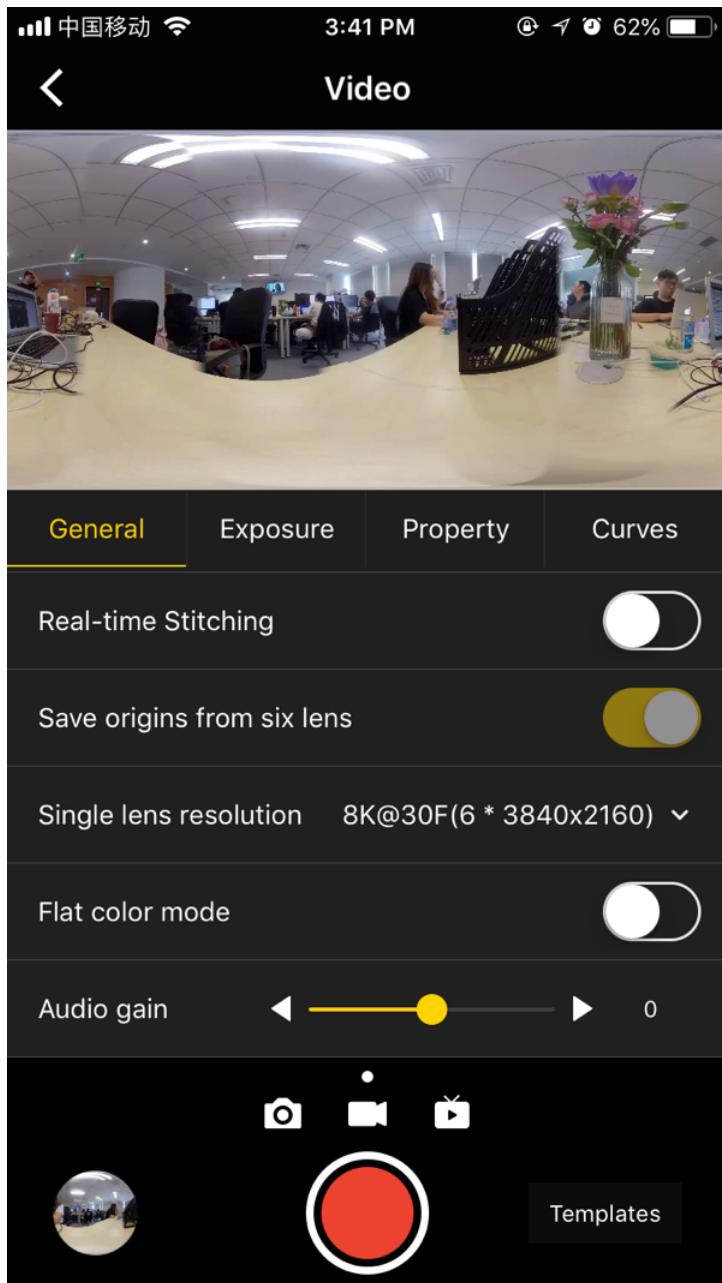 中国移动 3:41 PM 62%
Video
General Exposure Property Curves
Real-time Stitching
Save origins from six lens
Single lens resolution 8K@30F(6 * 3840x2160)
Flat color mode
Audio gain 0
Templates